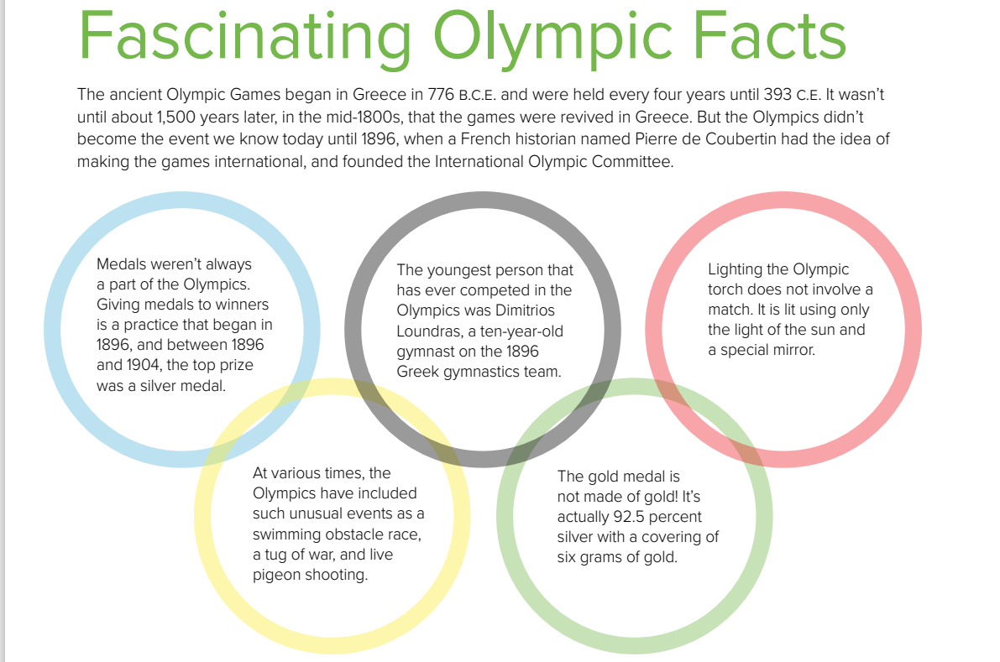 Fascinating Olympic Facts
The ancient Olympic Games began in Greece in 776 B.C.E. and were held every four years until 393 C.E. It wasn’t
until about 1,500 years later, in the mid-1800s, that the games were revived in Greece. But the Olympics didn’t
become the event we know today until 1896, when a French historian named Pierre de Coubertin had the idea of
making the games international, and founded the International Olympic Committee.
Medals weren’t always
a part of the Olympics.
Giving medals to winners
is a practice that began in
1896, and between 1896
and 1904, the top prize
was a silver medal.
The youngest person that
has ever competed in the
Olympics was Dimitrios
Loundras, a ten-year-old
gymnast on the 1896
Greek gymnastics team.
Lighting the Olympic
torch does not involve a
match. It is lit using only
the light of the sun and
a special mirror.
At various times, the
Olympics have included
such unusual events as a
swimming obstacle race,
a tug of war, and live
pigeon shooting.
The gold medal is
not made of gold! It’s
actually 92.5 percent
silver with a covering of
six grams of gold.